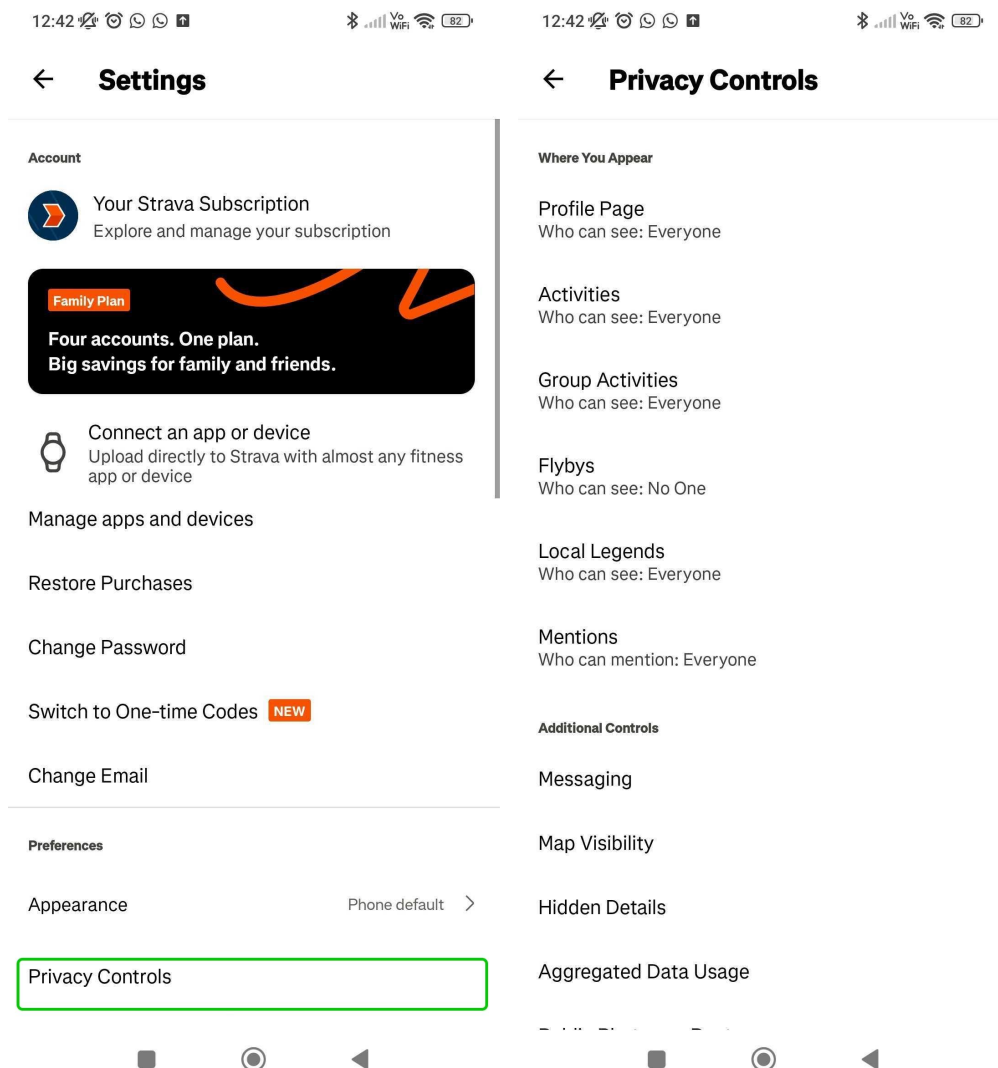 12:42
Vo
WiFi
82
Settings
Account
Your Strava Subscription
Explore and manage your subscription
Family Plan
Four accounts. One plan.
Big savings for family and friends.
Connect an app or device
Upload directly to Strava with almost any fitness
app or device
Manage apps and devices
Restore Purchases
Change Password
Switch to One-time Codes NEW
Change Email
Preferences
Appearance Phone default
Privacy Controls
12:42
Vo
WiFi
82
Privacy Controls
Where You Appear
Profile Page
Who can see: Everyone
Activities
Who can see: Everyone
Group Activities
Who can see: Everyone
Flybys
Who can see: No One
Local Legends
Who can see: Everyone
Mentions
Who can mention: Everyone
Additional Controls
Messaging
Map Visibility
Hidden Details
Aggregated Data Usage